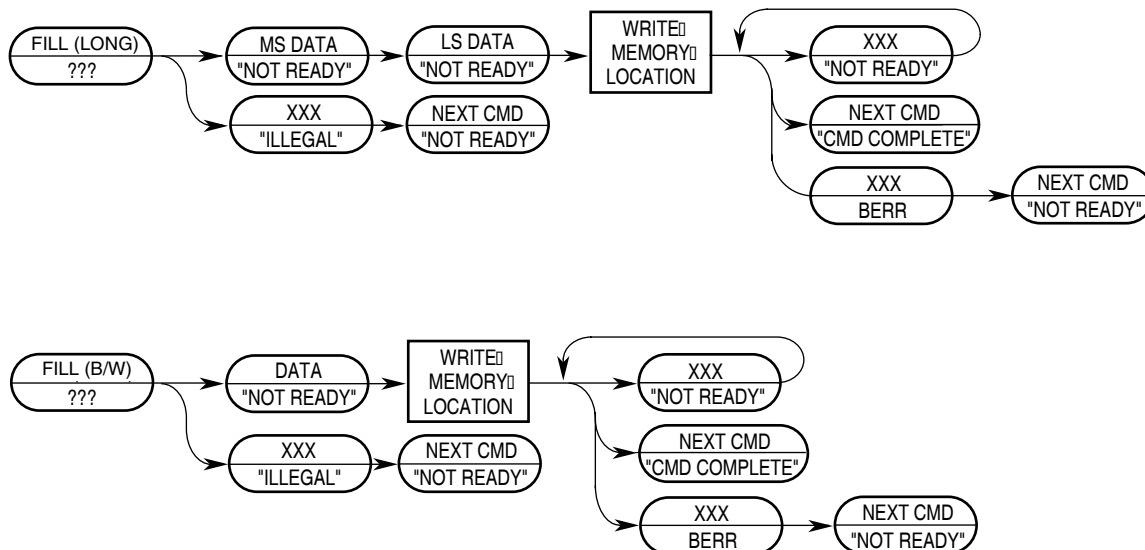 FILL (LONG)
???
MS DATA
"NOT READY"
LS DATA
"NOT READY"
WRITE▯
MEMORY▯
LOCATION
XXX
"NOT READY"
XXX
"ILLEGAL"
NEXT CMD
"NOT READY"
NEXT CMD
"CMD COMPLETE"
XXX
BERR
NEXT CMD
"NOT READY"
FILL (B/W)
???
DATA
"NOT READY"
WRITE▯
MEMORY▯
LOCATION
XXX
"NOT READY"
XXX
"ILLEGAL"
NEXT CMD
"NOT READY"
NEXT CMD
"CMD COMPLETE"
XXX
BERR
NEXT CMD
"NOT READY"